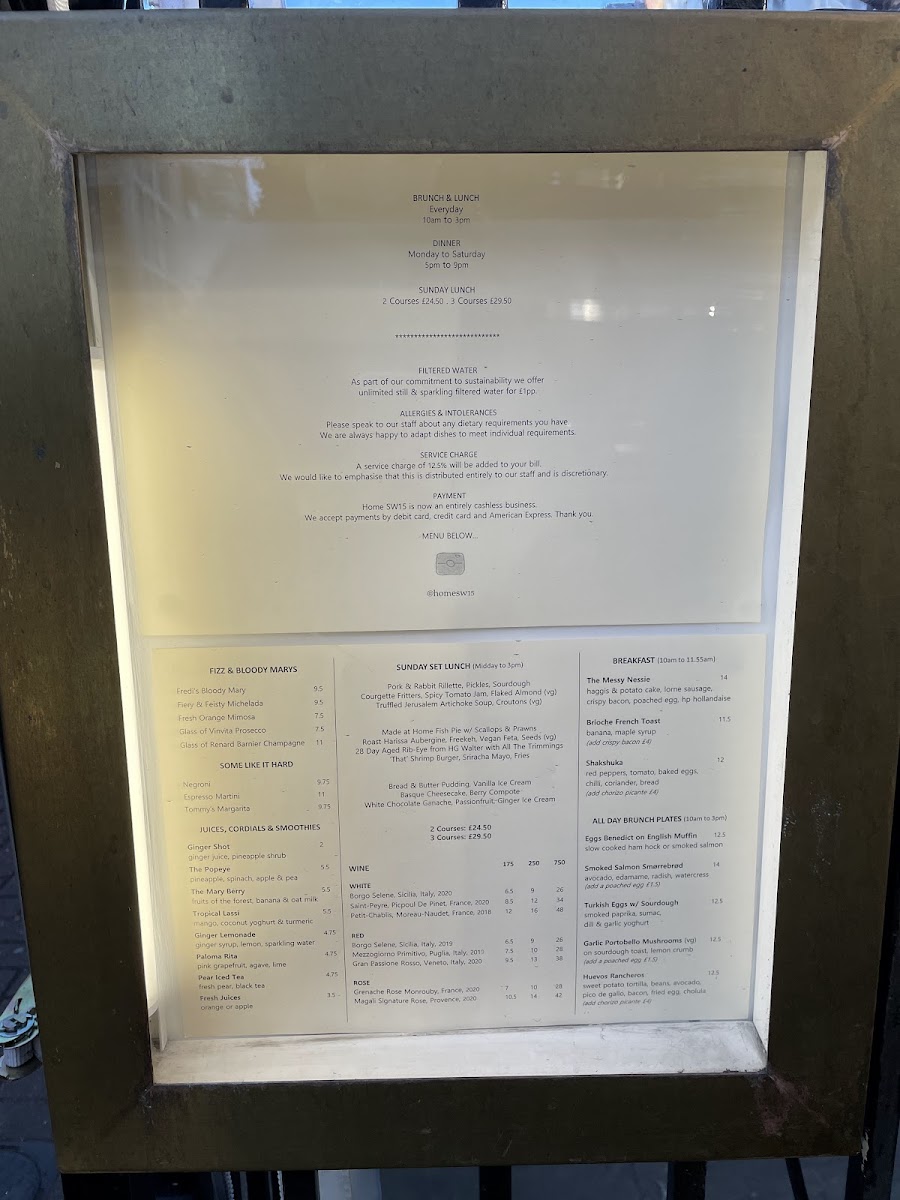 BRUNCH & LUNCH
Everyday
10am to 3pm
DINNER
Monday to Saturday
5pm to 9pm
SUNDAY LUNCH
2 Courses £24.50 . 3 Courses £29.50
****************************
FILTERED WATER
As part of our commitment to sustainability we offer
unlimited still & sparkling filtered water for £1pp.
ALLERGIES & INTOLERANCES
Please speak to our staff about any dietary requirements you have.
We are always happy to adapt dishes to meet individual requirements.
SERVICE CHARGE
A service charge of 12.5% will be added to your bill.
We would like to emphasise that this is distributed entirely to our staff and is discretionary.
PAYMENT
Home SW15 is now an entirely cashless business.
We accept payments by debit card, credit card and American Express. Thank you.
MENU BELOW...
@homesw15
FIZZ & BLOODY MARYS
Fredi's Bloody Mary 9.5
Fiery & Feisty Michelada 9.5
Fresh Orange Mimosa 7.5
Glass of Vinvita Prosecco 7.5
Glass of Renard Barnier Champagne 11
SOME LIKE IT HARD
Negroni 9.75
Espresso Martini 11
Tommy's Margarita 9.75
JUICES, CORDIALS & SMOOTHIES
Ginger Shot 2
ginger juice, pineapple shrub
The Popeye 5.5
pineapple, spinach, apple & pea
The Mary Berry 5.5
fruits of the forest, banana & oat milk
Tropical Lassi 5.5
mango, coconut yoghurt & turmeric
Ginger Lemonade 4.75
ginger syrup, lemon, sparkling water
Paloma Rita 4.75
pink grapefruit, agave, lime
Pear Iced Tea 4.75
fresh pear, black tea
Fresh Juices 3.5
orange or apple
SUNDAY SET LUNCH (Midday to 3pm)
Pork & Rabbit Rillette, Pickles, Sourdough
Courgette Fritters, Spicy Tomato Jam, Flaked Almond (vg)
Truffled Jerusalem Artichoke Soup, Croutons (vg)
Made at Home Fish Pie w/ Scallops & Prawns
Roast Harissa Aubergine, Freekeh, Vegan Feta, Seeds (vg)
28 Day Aged Rib-Eye from HG Walter with All The Trimmings
'That' Shrimp Burger, Sriracha Mayo, Fries
Bread & Butter Pudding, Vanilla Ice Cream
Basque Cheesecake, Berry Compote
White Chocolate Ganache, Passionfruit-Ginger Ice Cream
2 Courses: £24.50
3 Courses: £29.50
WINE 175 250 750
WHITE
Borgo Selene, Sicilia, Italy, 2020 6.5 9 26
Saint-Peyre, Picpoul De Pinet, France, 2020 8.5 12 34
Petit-Chablis, Moreau-Naudet, France, 2018 12 16 48
RED
Borgo Selene, Sicilia, Italy, 2019 6.5 9 26
Mezzogiorno Primitivo, Puglia, Italy, 2019 7.5 10 28
Gran Passione Rosso, Veneto, Italy, 2020 9.5 13 38
ROSE
Grenache Rose Monrouby, France, 2020 7 10 28
Magali Signature Rose, Provence, 2020 10.5 14 42
BREAKFAST (10am to 11.55am)
The Messy Nessie 14
haggis & potato cake, lorne sausage,
crispy bacon, poached egg, hp hollandaise
Brioche French Toast 11.5
banana, maple syrup
(add crispy bacon £4)
Shakshuka 12
red peppers, tomato, baked eggs,
chilli, coriander, bread
(add chorizo picante £4)
ALL DAY BRUNCH PLATES (10am to 3pm)
Eggs Benedict on English Muffin 12.5
slow cooked ham hock or smoked salmon
Smoked Salmon Smørrebrød 14
avocado, edamame, radish, watercress
(add a poached egg £1.5)
Turkish Eggs w/ Sourdough 12.5
smoked paprika, sumac,
dill & garlic yoghurt
Garlic Portobello Mushrooms (vg) 12.5
on sourdough toast, lemon crumb
(add a poached egg £1.5)
Huevos Rancheros 13.5
sweet potato tortilla, beans, avocado,
pico de gallo, bacon, fried egg, cholula
(add chorizo picante £4)